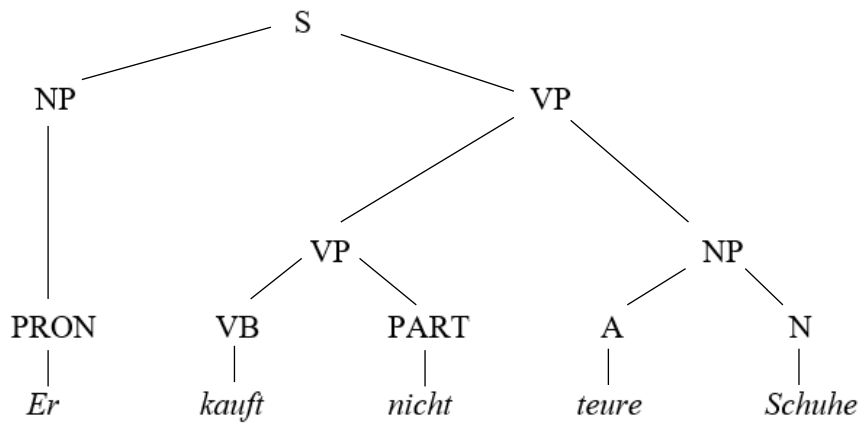 S
NP VP
VP NP
PRON VB PART A N
Er kauft nicht teure Schuhe